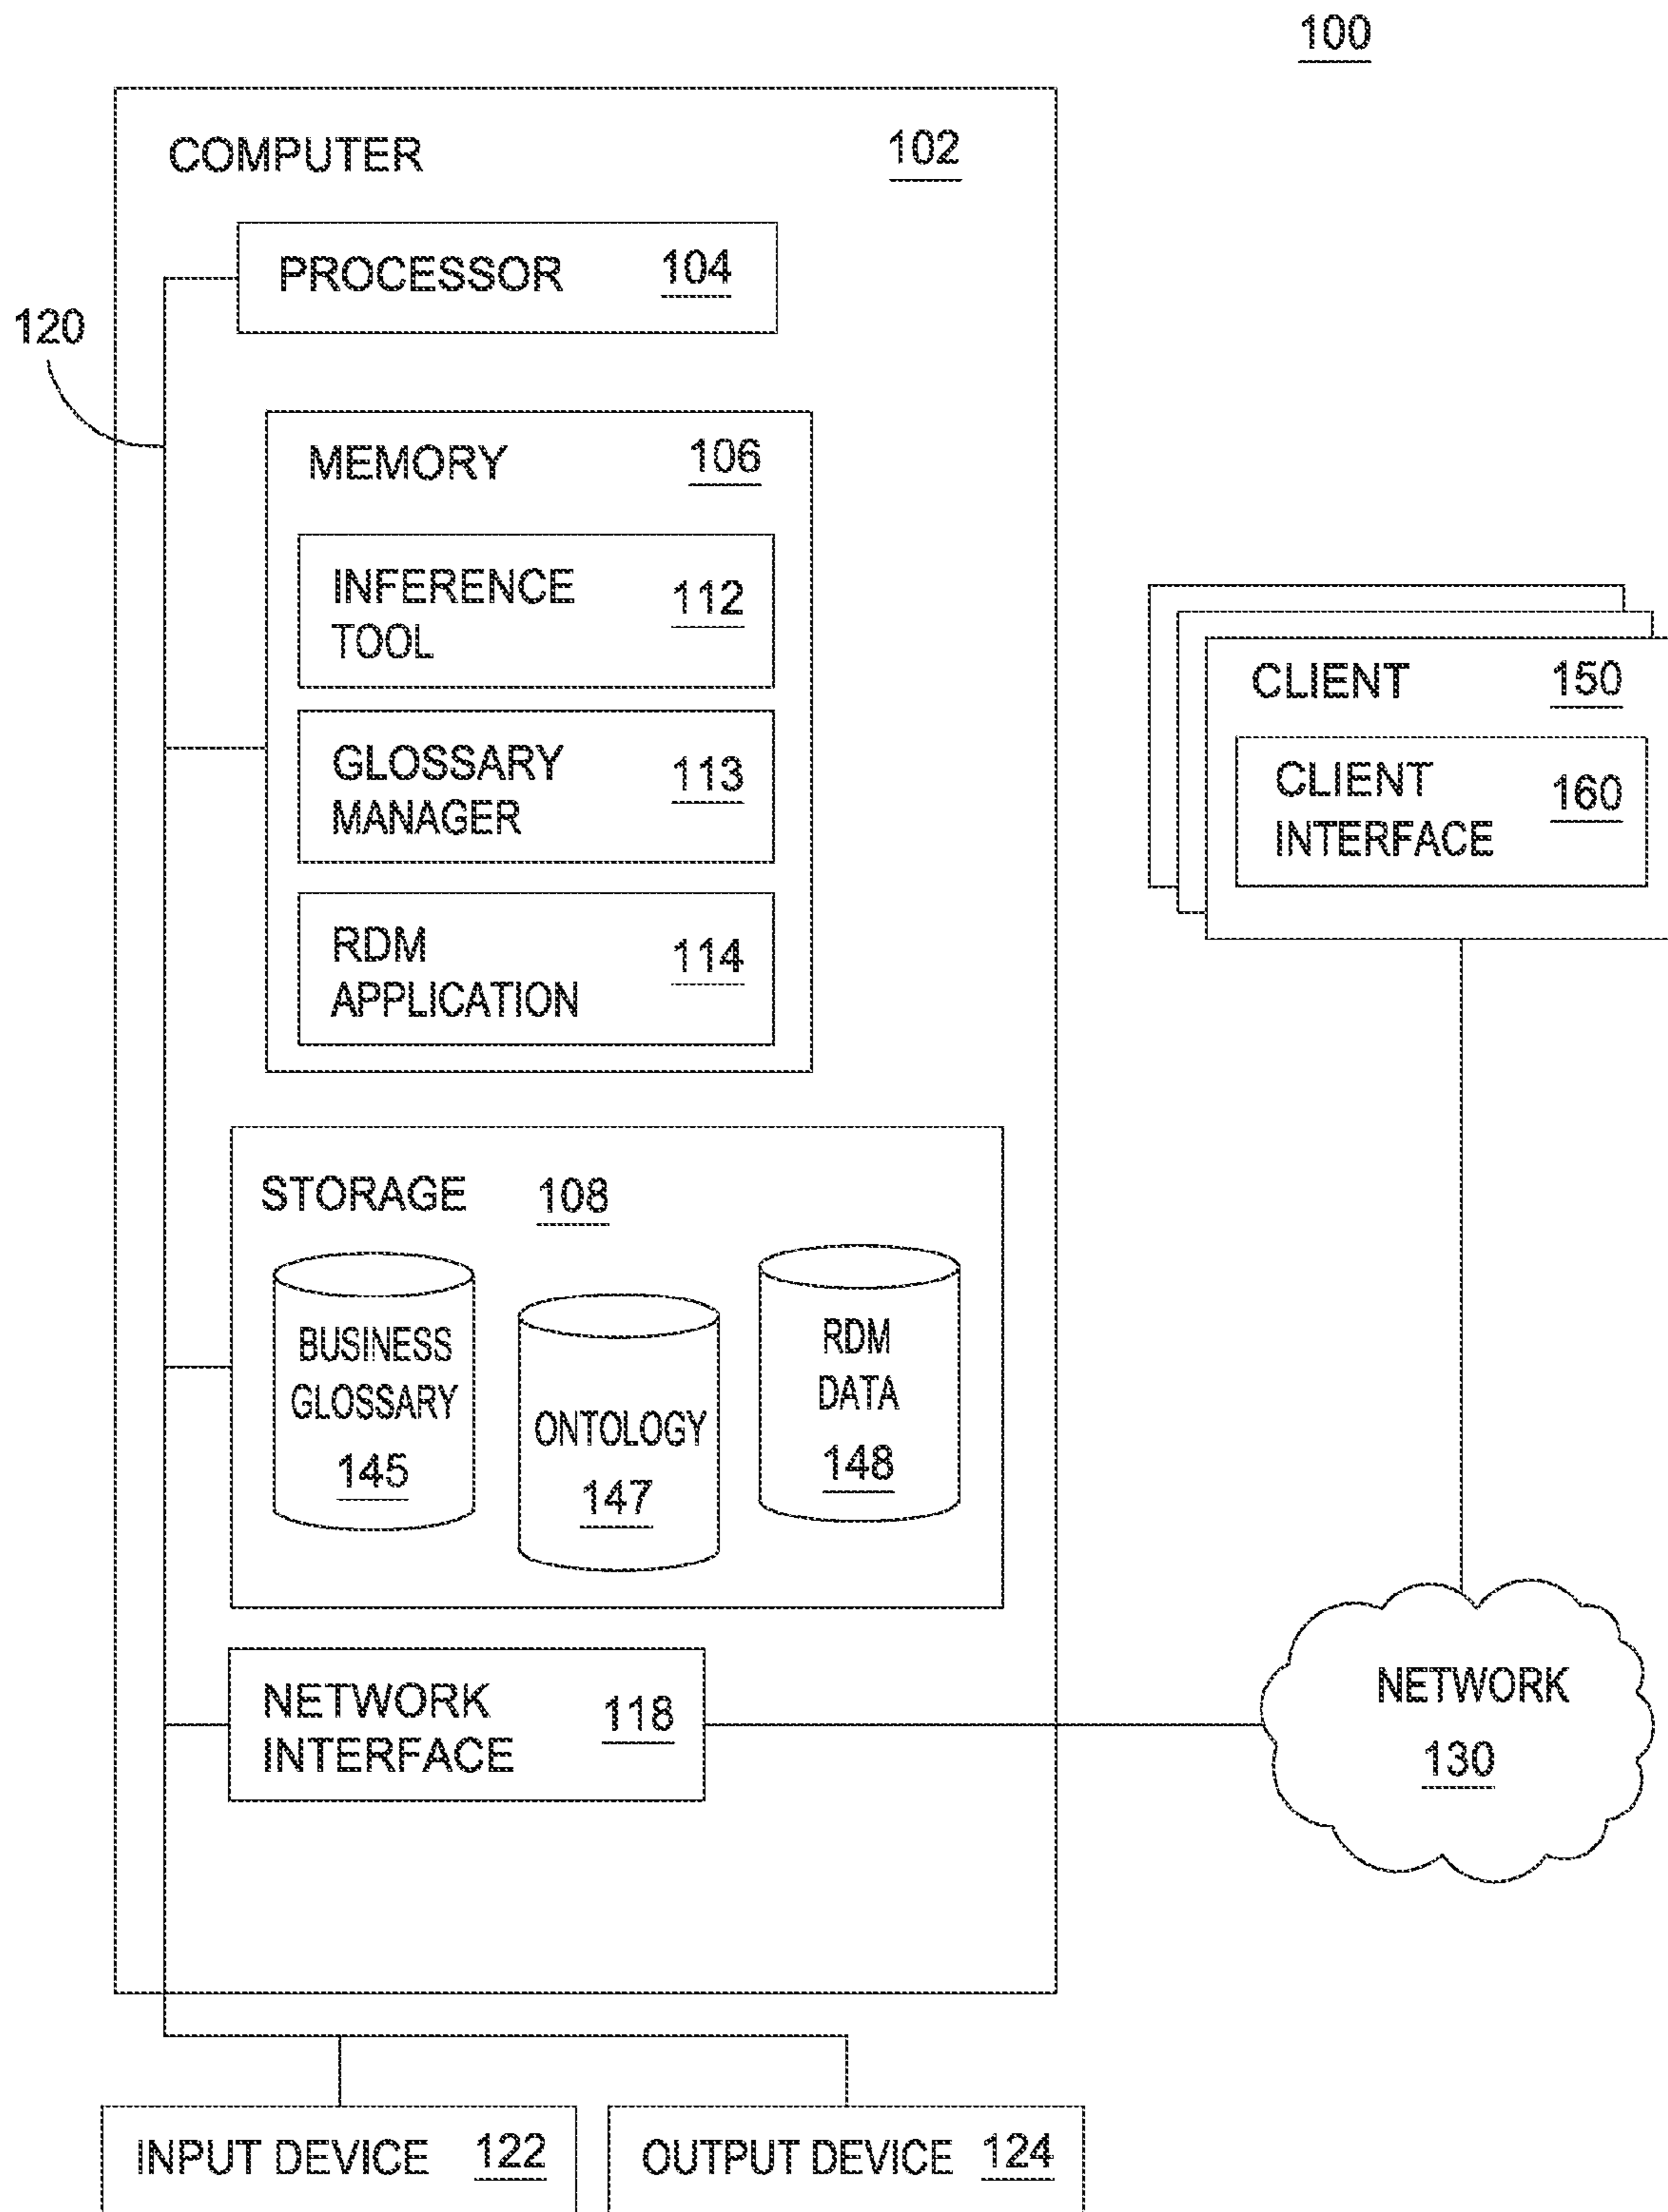 100
COMPUTER 102
PROCESSOR 104
120
MEMORY 106
INFERENCE 112
TOOL
GLOSSARY 113
MANAGER
RDM 114
APPLICATION
CLIENT 150
CLIENT 160
INTERFACE
STORAGE 108
BUSINESS
GLOSSARY
145
ONTOLOGY
147
RDM
DATA
148
NETWORK 118
INTERFACE
NETWORK
130
INPUT DEVICE 122
OUTPUT DEVICE 124